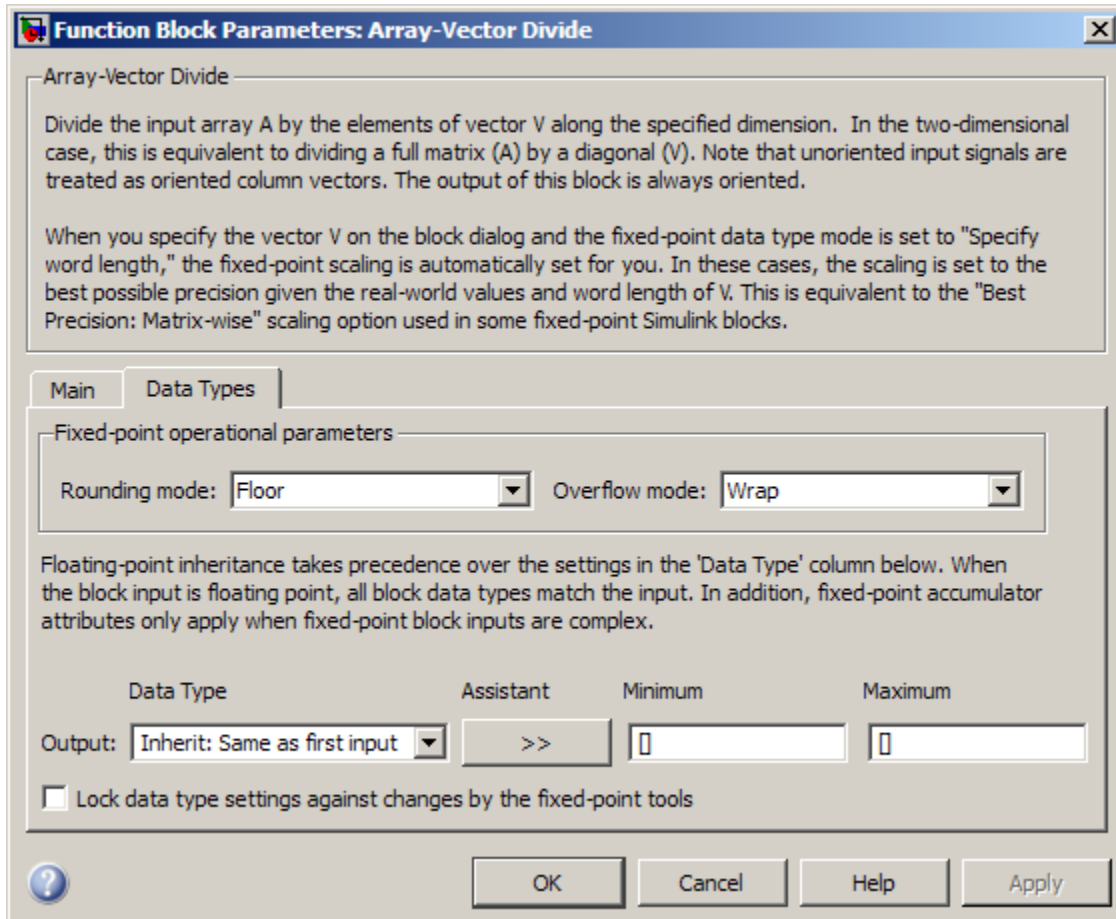 Function Block Parameters: Array-Vector Divide
Array-Vector Divide
Divide the input array A by the elements of vector V along the specified dimension.  In the two-dimensional
case, this is equivalent to dividing a full matrix (A) by a diagonal (V). Note that unoriented input signals are
treated as oriented column vectors. The output of this block is always oriented.
When you specify the vector V on the block dialog and the fixed-point data type mode is set to "Specify
word length," the fixed-point scaling is automatically set for you. In these cases, the scaling is set to the
best possible precision given the real-world values and word length of V. This is equivalent to the "Best
Precision: Matrix-wise" scaling option used in some fixed-point Simulink blocks.
Main Data Types
Fixed-point operational parameters
Rounding mode: Floor Overflow mode: Wrap
Floating-point inheritance takes precedence over the settings in the 'Data Type' column below. When
the block input is floating point, all block data types match the input. In addition, fixed-point accumulator
attributes only apply when fixed-point block inputs are complex.
Data Type Assistant Minimum Maximum
Output: Inherit: Same as first input >> [] []
Lock data type settings against changes by the fixed-point tools
? OK Cancel Help Apply